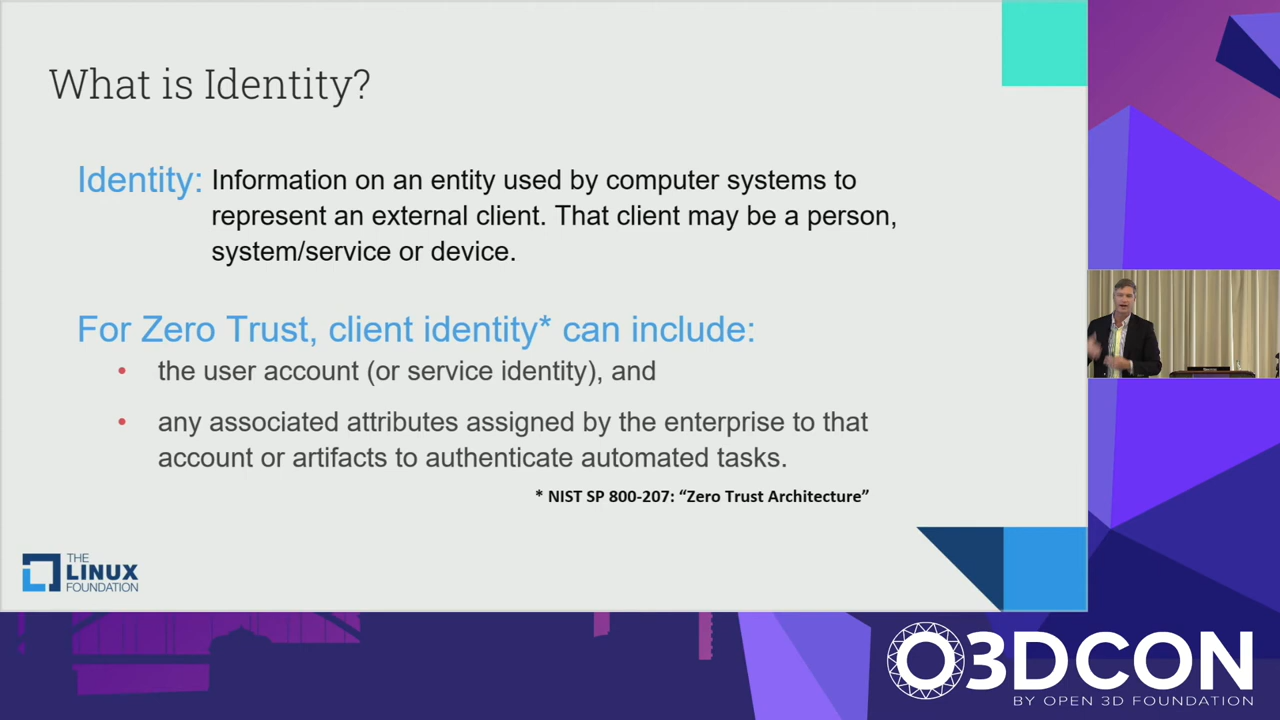 What is Identity?
Identity: Information on an entity used by computer systems to
represent an external client. That client may be a person,
system/service or device.
For Zero Trust, client identity* can include:
• the user account (or service identity), and
• any associated attributes assigned by the enterprise to that
account or artifacts to authenticate automated tasks.
* NIST SP 800-207: “Zero Trust Architecture”
THE
LINUX
FOUNDATION
O3DCON
BY OPEN 3D FOUNDATION